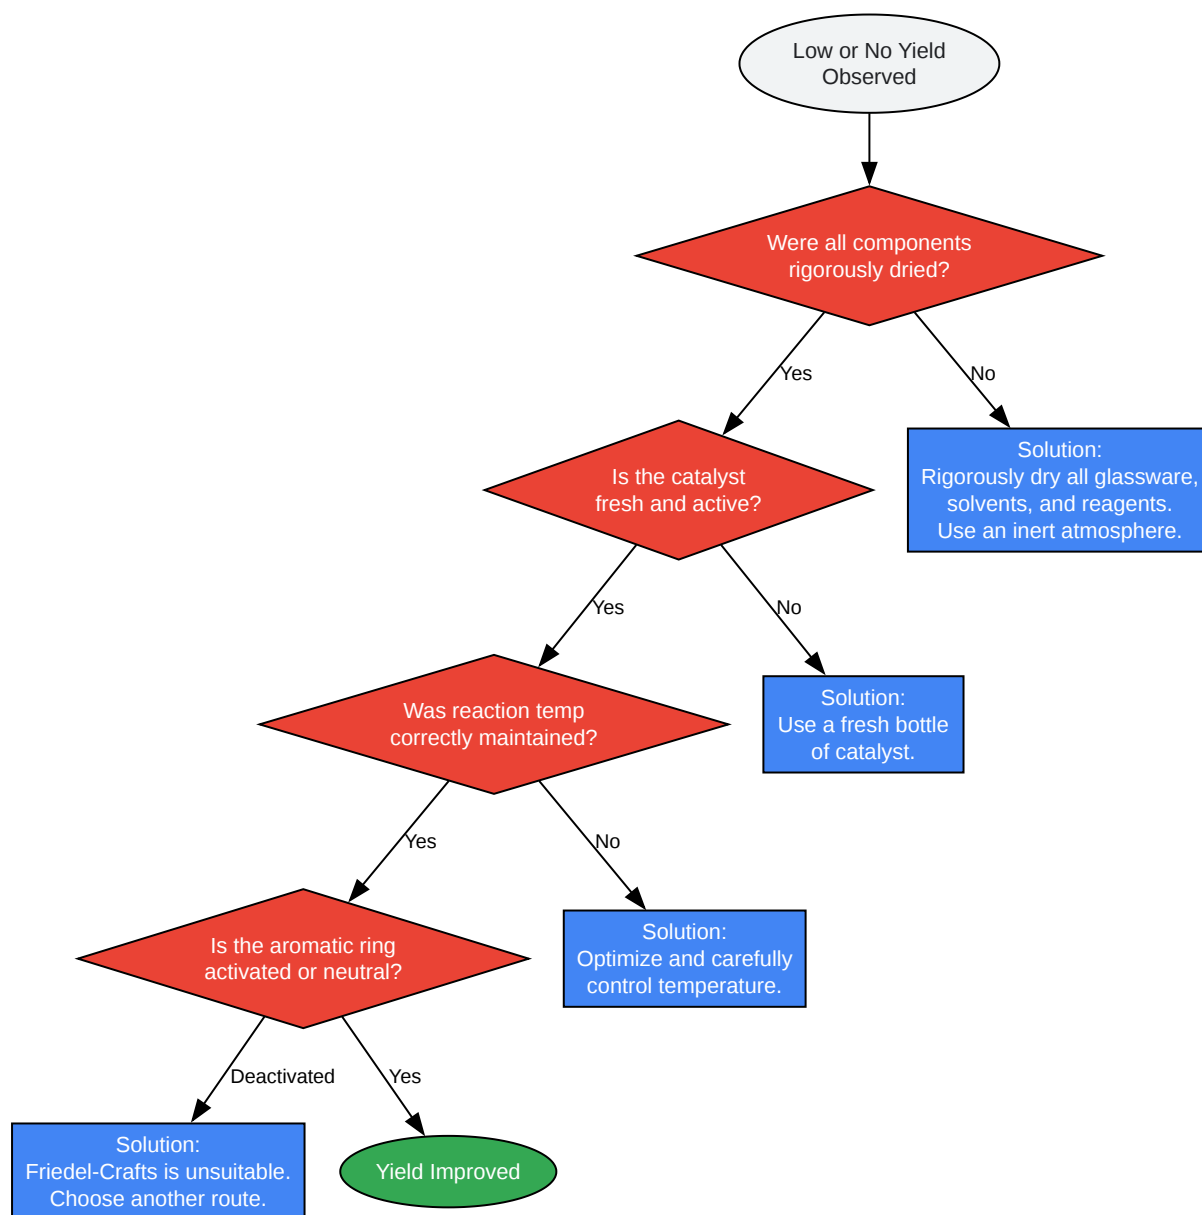 Low or No Yield
Observed
Were all components
rigorously dried?
Yes
No
Is the catalyst
fresh and active?
Solution:
Rigorously dry all glassware,
solvents, and reagents.
Use an inert atmosphere.
Yes
No
Was reaction temp
correctly maintained?
Solution:
Use a fresh bottle
of catalyst.
Yes
No
Is the aromatic ring
activated or neutral?
Solution:
Optimize and carefully
control temperature.
Deactivated
Yes
Solution:
Friedel-Crafts is unsuitable.
Choose another route.
Yield Improved